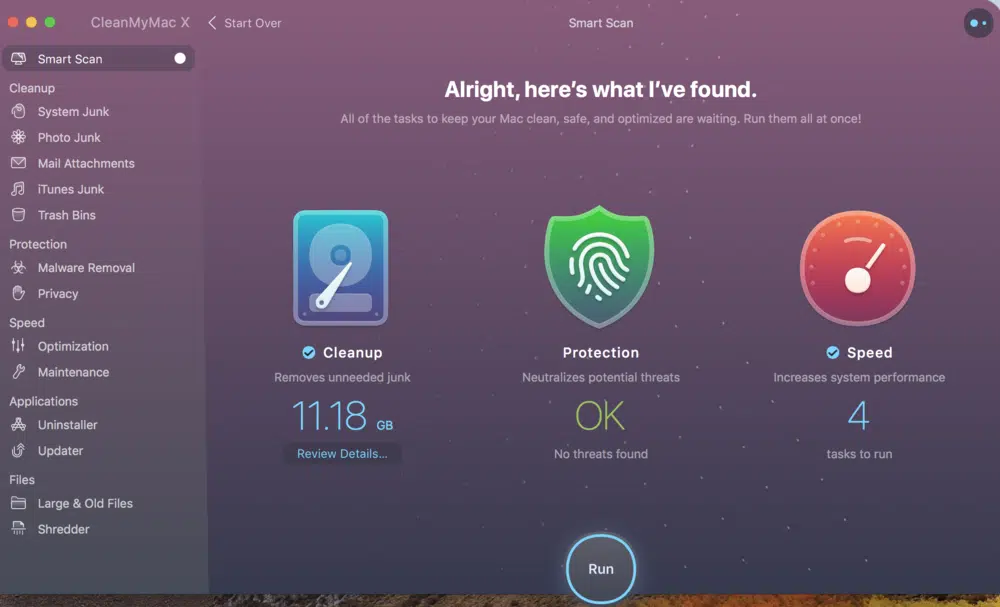 CleanMyMac X
Start Over
Smart Scan
Smart Scan
Cleanup
System Junk
Photo Junk
Mail Attachments
iTunes Junk
Trash Bins
Protection
Malware Removal
Privacy
Speed
Optimization
Maintenance
Applications
Uninstaller
Updater
Files
Large & Old Files
Shredder
Alright, here’s what I’ve found.
All of the tasks to keep your Mac clean, safe, and optimized are waiting. Run them all at once!
Cleanup
Removes unneeded junk
11.18 GB
Review Details...
Protection
Neutralizes potential threats
OK
No threats found
Speed
Increases system performance
4
tasks to run
Run